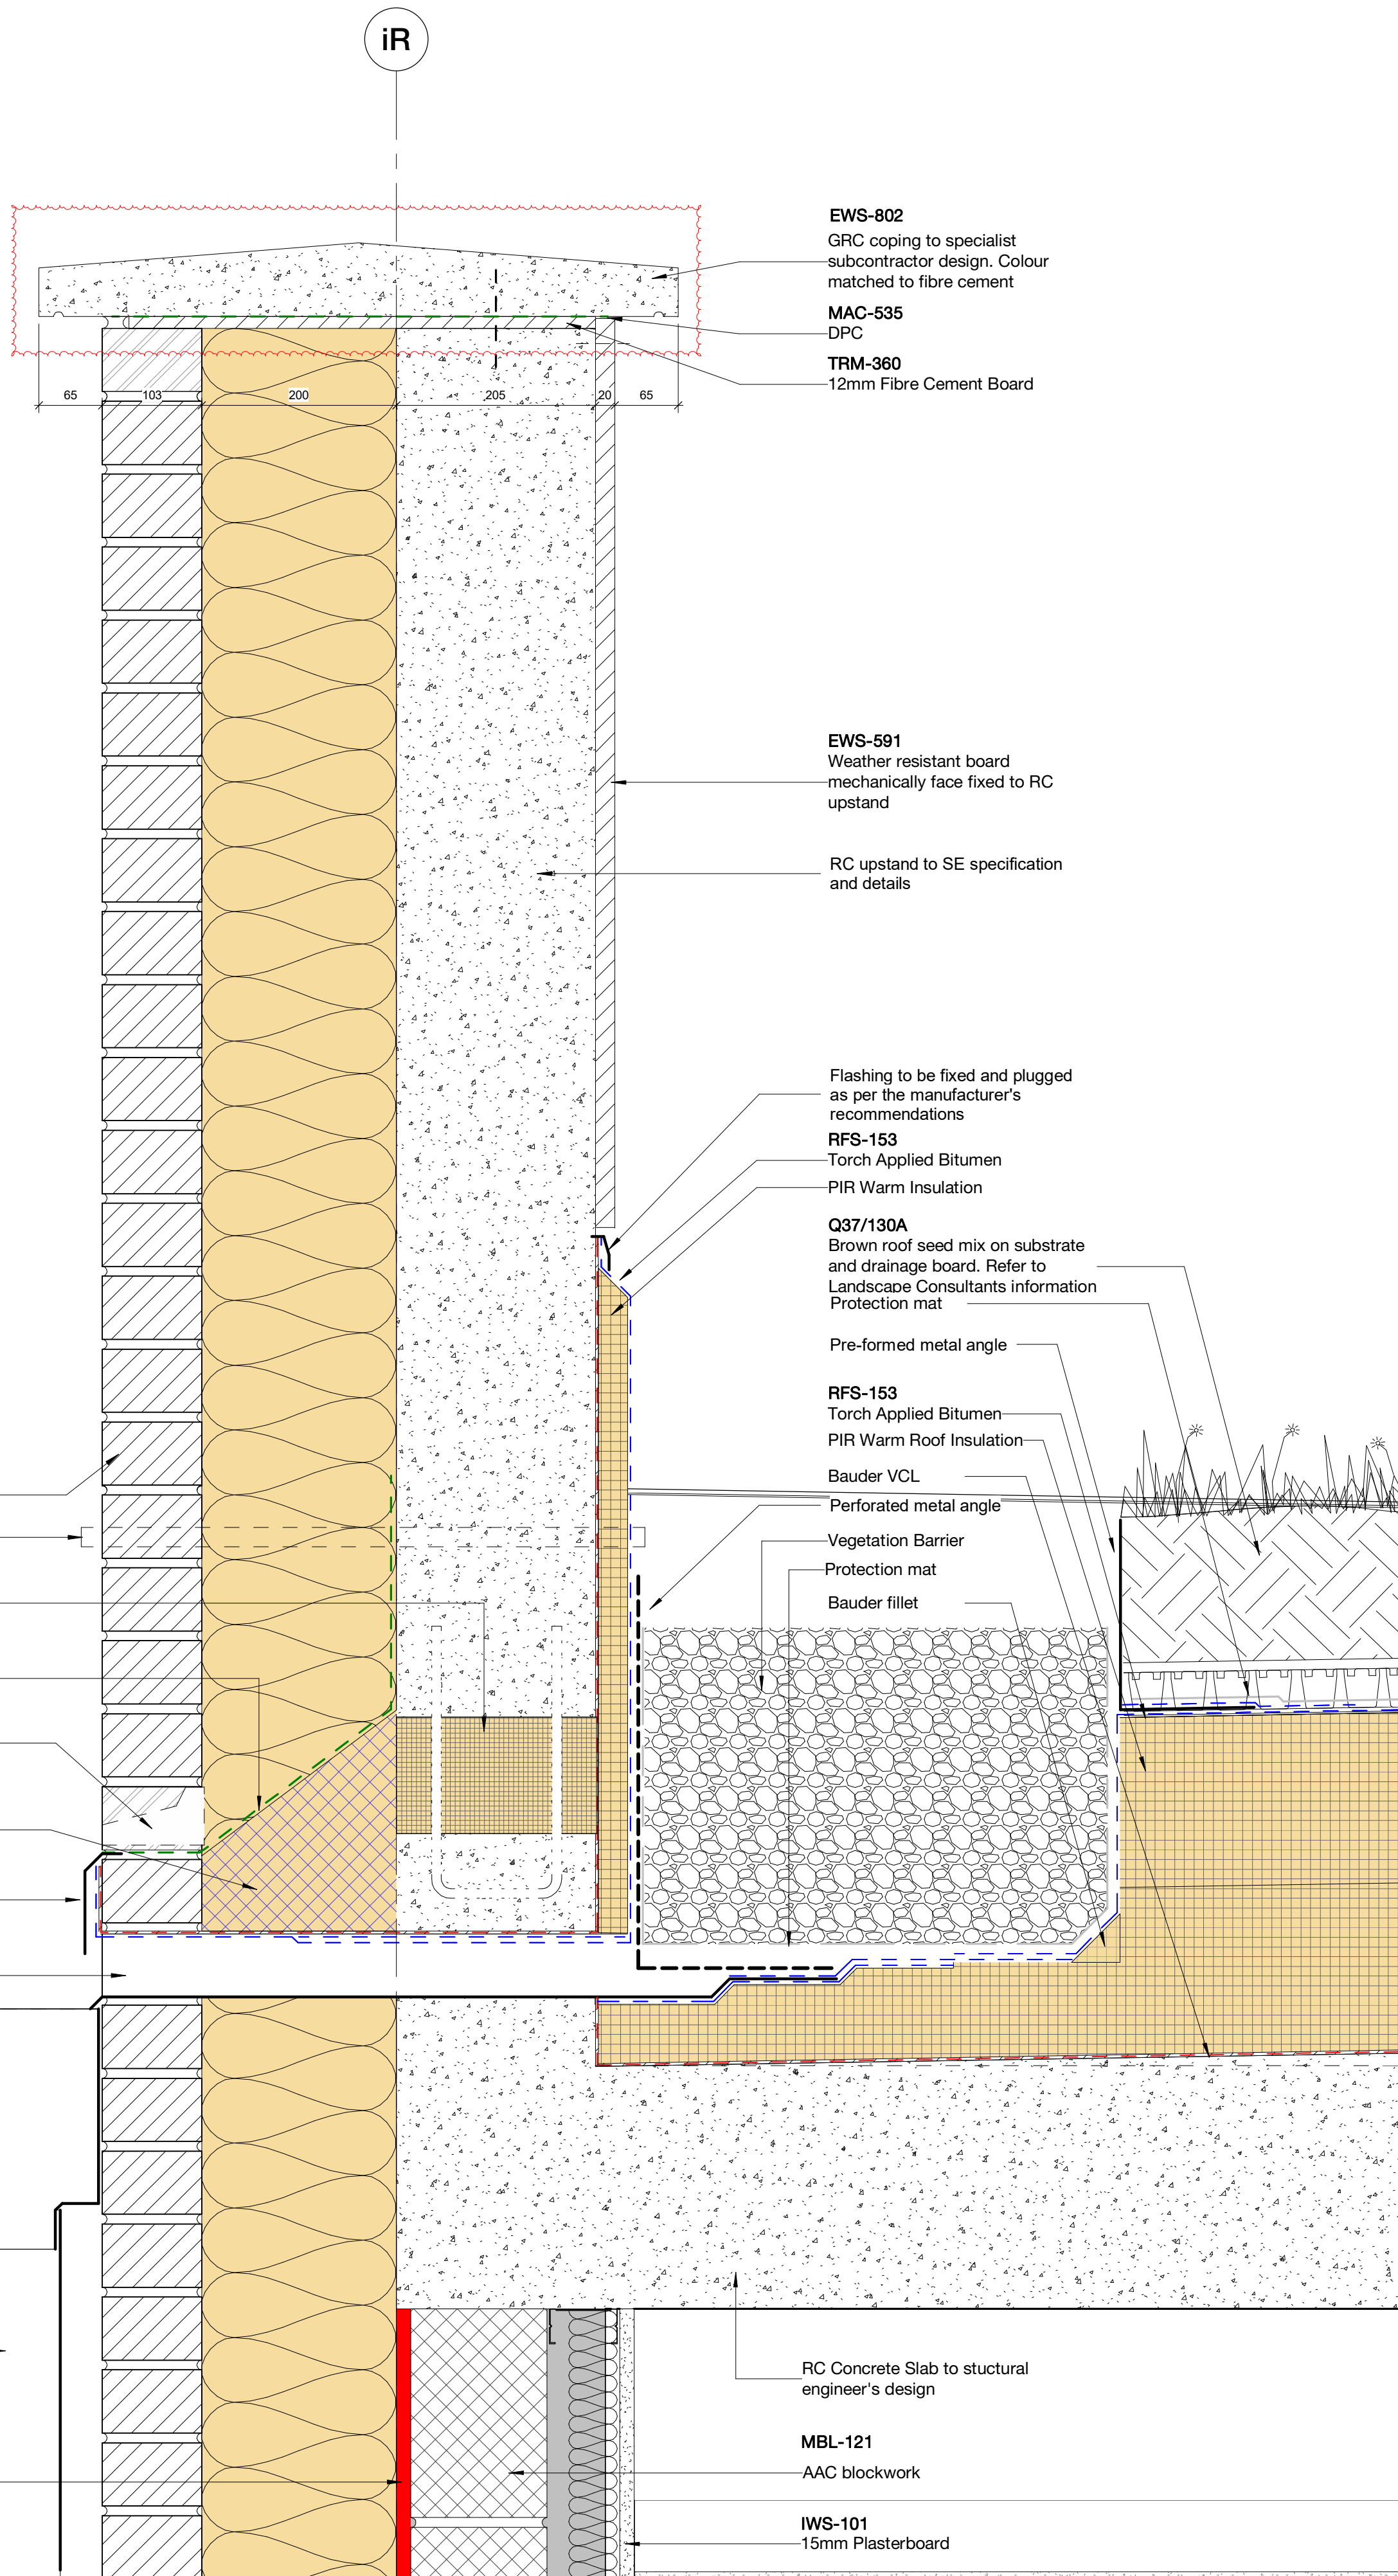 iR
EWS-802
GRC coping to specialist
subcontractor design. Colour
matched to fibre cement
MAC-535
DPC
TRM-360
12mm Fibre Cement Board
65
103
200
205
20
65
EWS-591
Weather resistant board
mechanically face fixed to RC
upstand
RC upstand to SE specification
and details
Flashing to be fixed and plugged
as per the manufacturer's
recommendations
RFS-153
Torch Applied Bitumen
PIR Warm Insulation
Q37/130A
Brown roof seed mix on substrate
and drainage board. Refer to
Landscape Consultants information
Protection mat
Pre-formed metal angle
RFS-153
Torch Applied Bitumen
PIR Warm Roof Insulation
Bauder VCL
Perforated metal angle
Vegetation Barrier
Protection mat
Bauder fillet
RC Concrete Slab to stuctural
engineer's design
MBL-121
AAC blockwork
IWS-101
15mm Plasterboard